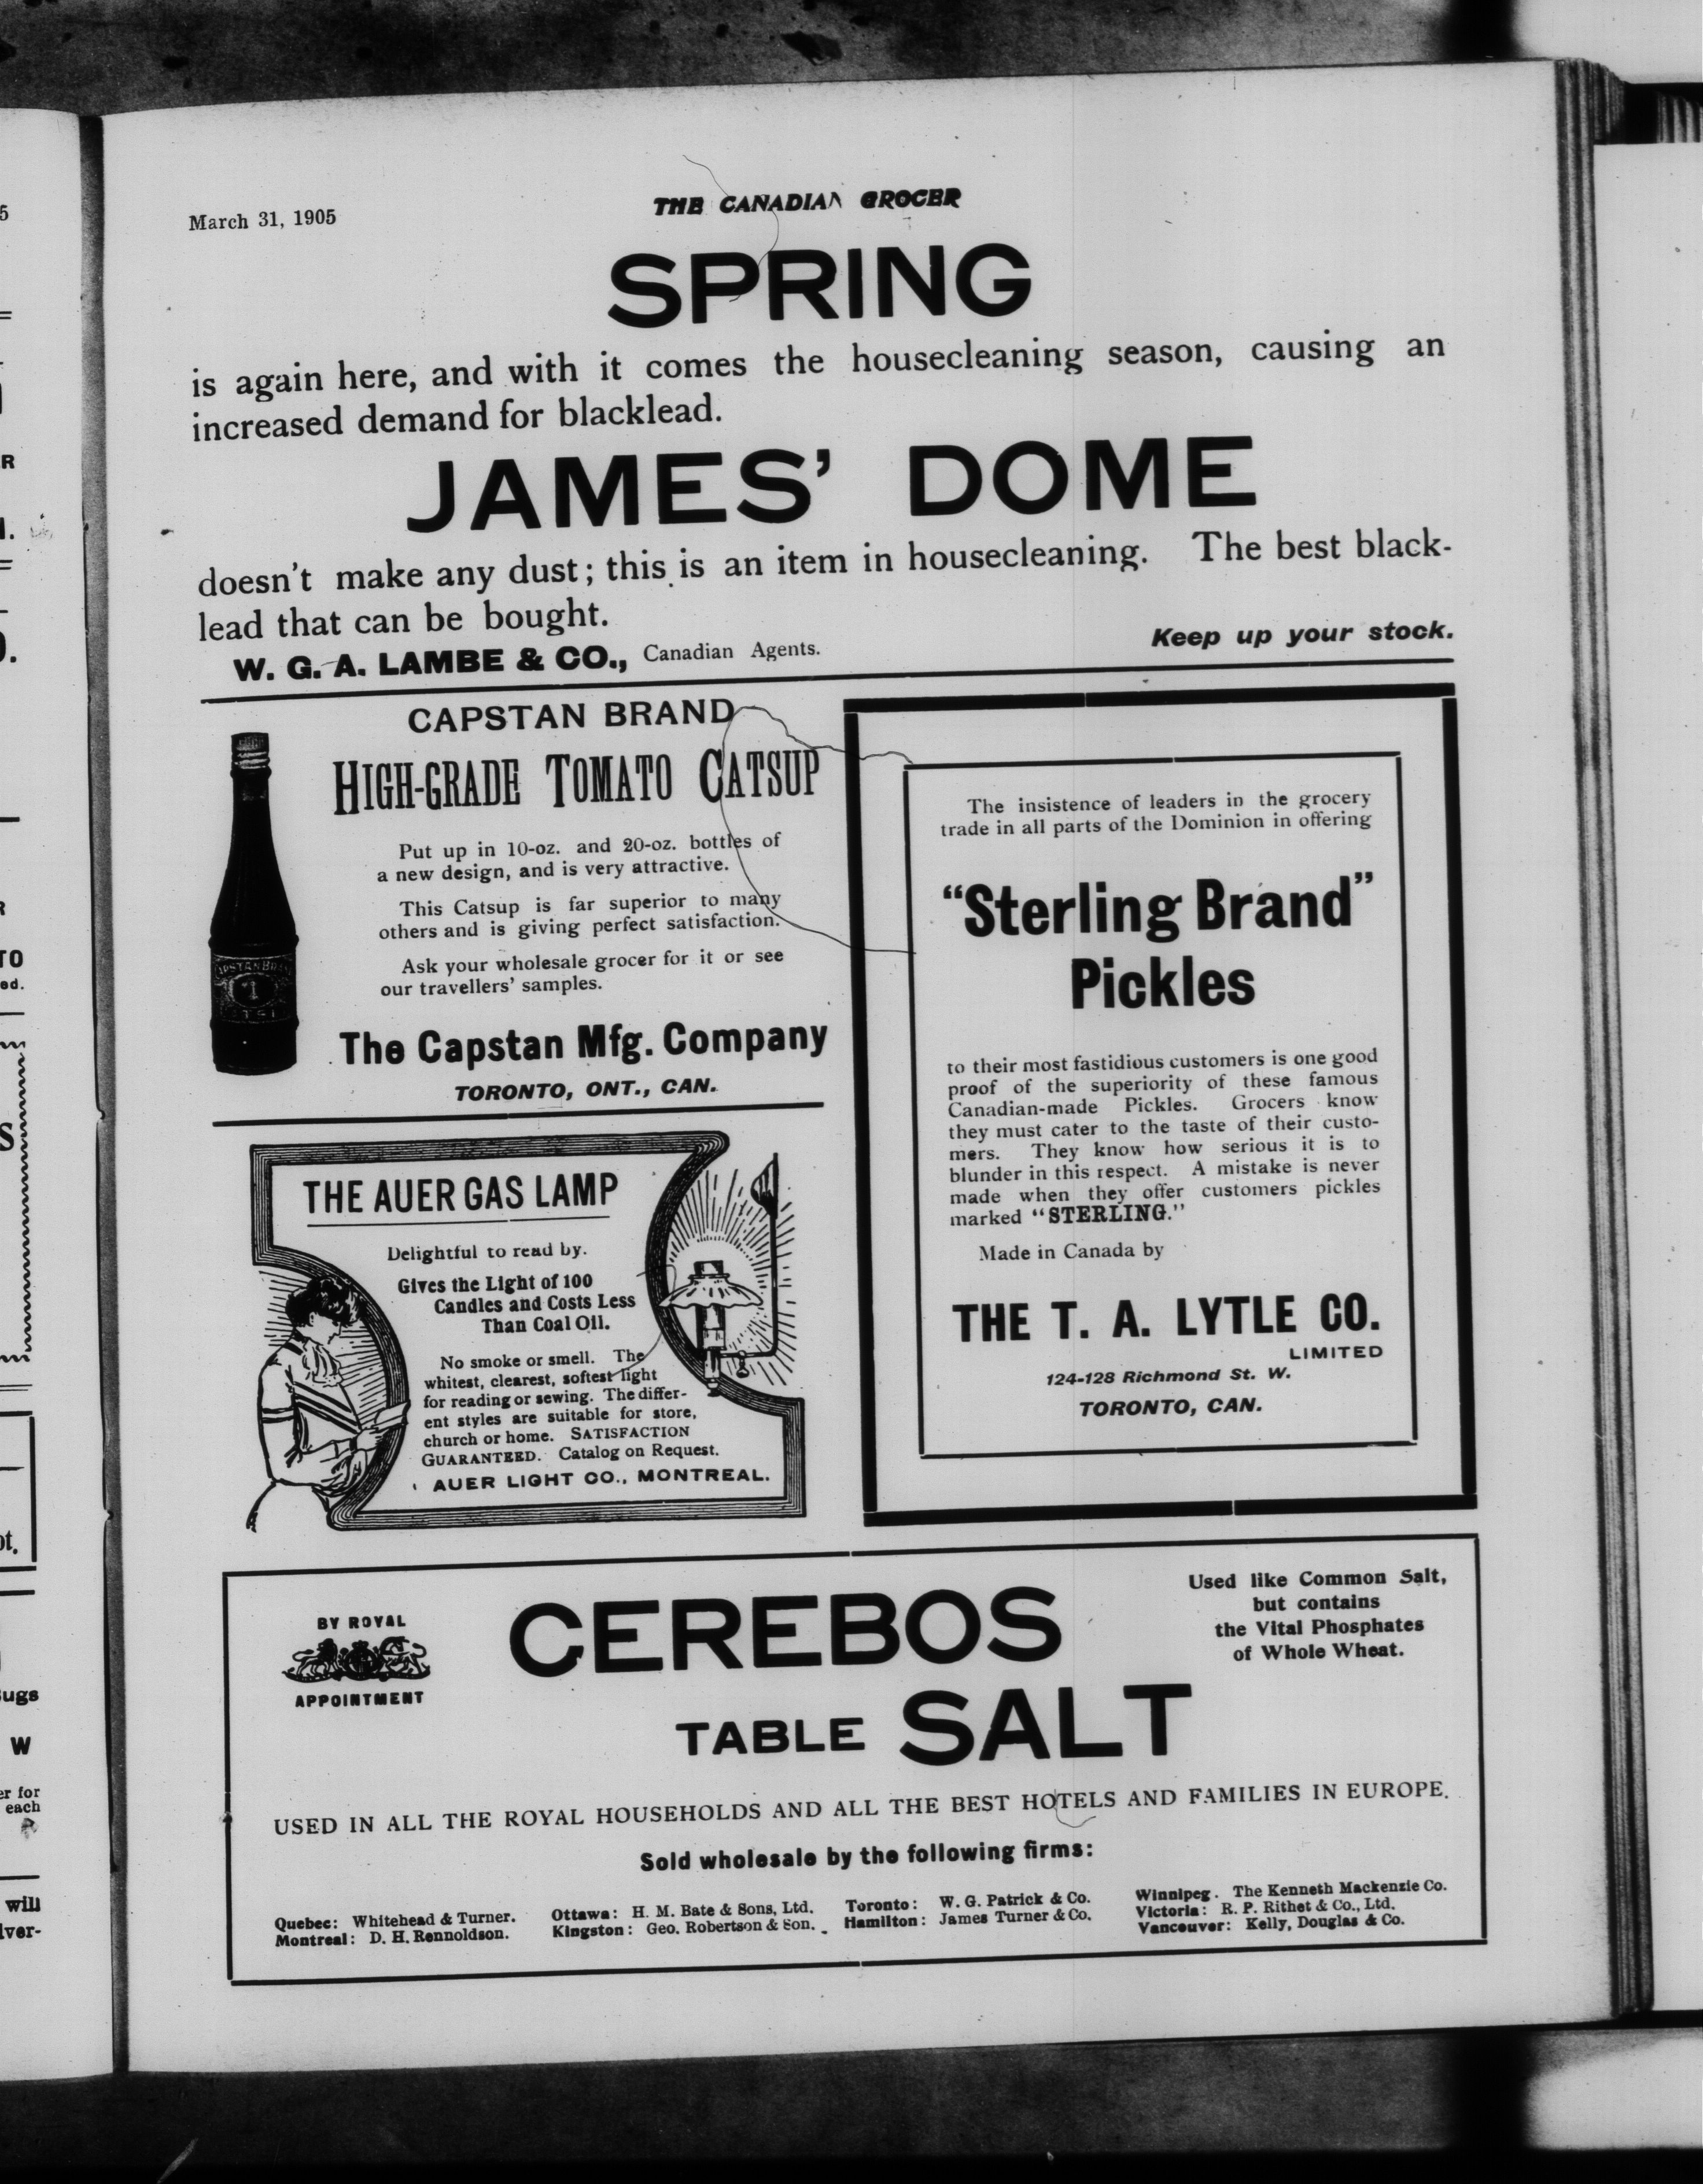 March 31, 1905
THE CANADIAN GROCER
SPRING
is again here, and with it comes the housecleaning season, causing an
increased demand for blacklead.
JAMES' DOME
doesn't make any dust; this is an item in housecleaning. The best black-
lead that can be bought.
Keep up your stock.
W. G. A. LAMBE & CO., Canadian Agents.
CAPSTAN BRAND
HIGH-GRADE TOMATO CATSUP
Put up in 10-oz. and 20-oz. bottles of
a new design, and is very attractive.
This Catsup is far superior to many
others and is giving perfect satisfaction.
Ask your wholesale grocer for it or see
our travellers' samples.
The Capstan Mfg. Company
TORONTO, ONT., CAN.
THE AUER GAS LAMP
Delightful to read by.
Gives the Light of 100
Candles and Costs Less
Than Coal Oil.
No smoke or smell. The
whitest, clearest, softest light
for reading or sewing. The differ-
ent styles are suitable for store,
church or home. SATISFACTION
GUARANTEED. Catalog on Request.
AUER LIGHT CO., MONTREAL.
The insistence of leaders in the grocery
trade in all parts of the Dominion in offering
"Sterling Brand"
Pickles
to their most fastidious customers is one good
proof of the superiority of these famous
Canadian-made Pickles. Grocers know
they must cater to the taste of their custo-
mers. They know how serious it is to
blunder in this respect. A mistake is never
made when they offer customers pickles
marked "STERLING."
Made in Canada by
THE T. A. LYTLE CO.
LIMITED
124-128 Richmond St. W.
TORONTO, CAN.
BY ROYAL
APPOINTMENT
CEREBOS
TABLE SALT
Used like Common Salt,
but contains
the Vital Phosphates
of Whole Wheat.
USED IN ALL THE ROYAL HOUSEHOLDS AND ALL THE BEST HOTELS AND FAMILIES IN EUROPE.
Sold wholesale by the following firms:
Quebec: Whitehead & Turner.
Montreal: D. H. Rennoldson.
Ottawa: H. M. Bate & Sons, Ltd.
Kingston: Geo. Robertson & Son.
Toronto: W. G. Patrick & Co.
Hamilton: James Turner & Co.
Winnipeg. The Kenneth Mackenzie Co.
Victoria: R. P. Rithet & Co., Ltd.
Vancouver: Kelly, Douglas & Co.